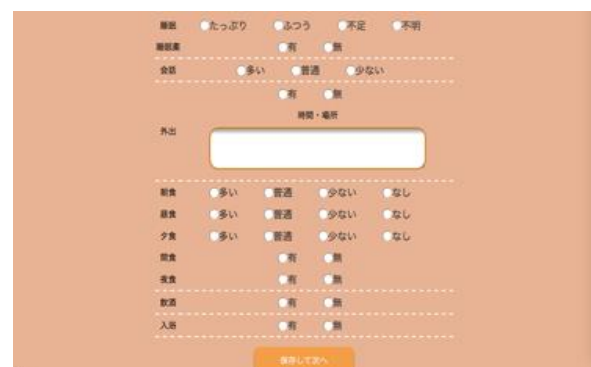 睡眠 たっぷり ふつう 不足 不明
睡眠薬 有 無
会話 多い 普通 少ない
有 無
時間・場所
外出
朝食 多い 普通 少ない なし
昼食 多い 普通 少ない なし
夕食 多い 普通 少ない なし
間食 有 無
夜食 有 無
飲酒 有 無
入浴 有 無
保存して次へ